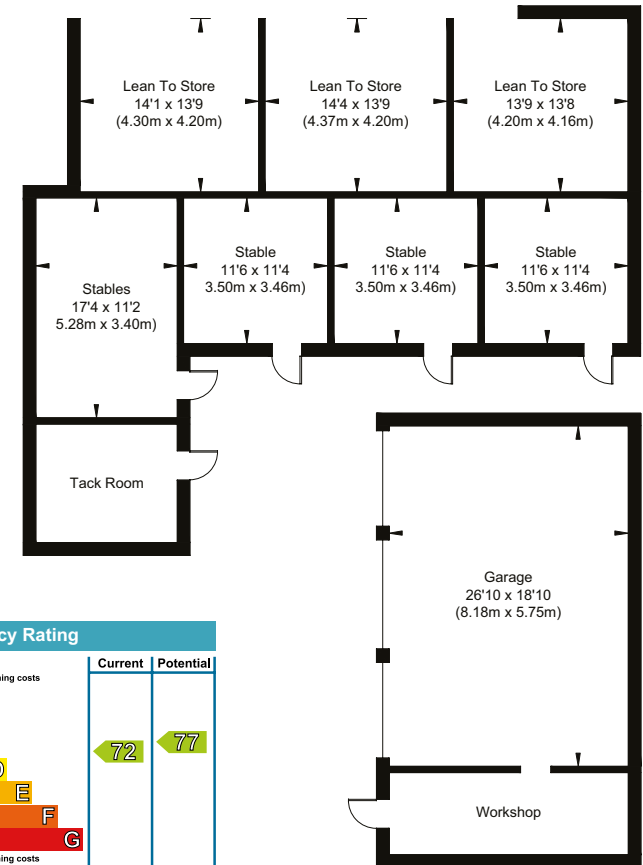 Lean To Store
14'1 x 13'9
(4.30m x 4.20m)
Lean To Store
14'4 x 13'9
(4.37m x 4.20m)
Lean To Store
13'9 x 13'8
(4.20m x 4.16m)
Stables
17'4 x 11'2
5.28m x 3.40m)
Stable
11'6 x 11'4
3.50m x 3.46m)
Stable
11'6 x 11'4
3.50m x 3.46m)
Stable
11'6 x 11'4
3.50m x 3.46m)
Tack Room
Garage
26'10 x 18'10
(8.18m x 5.75m)
Workshop
Rating
Current Potential
costs
72 77
E
F
G
costs